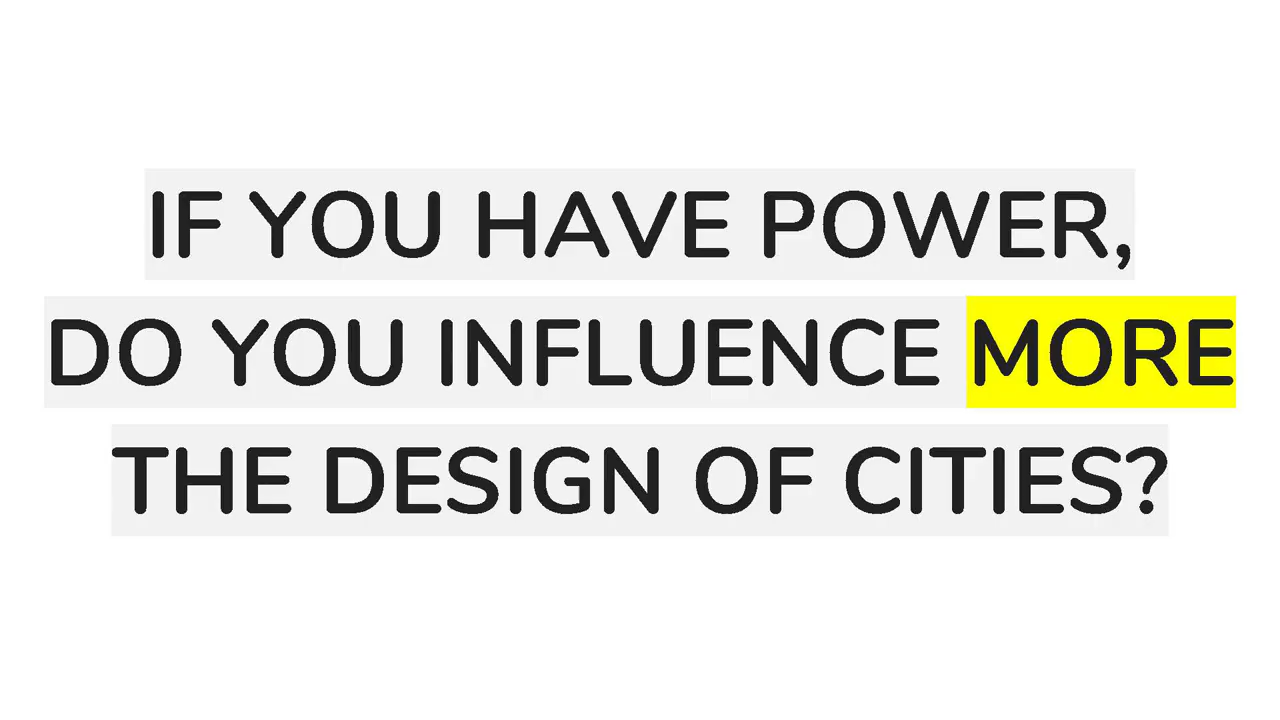 IF YOU HAVE POWER,
DO YOU INFLUENCE MORE
THE DESIGN OF CITIES?